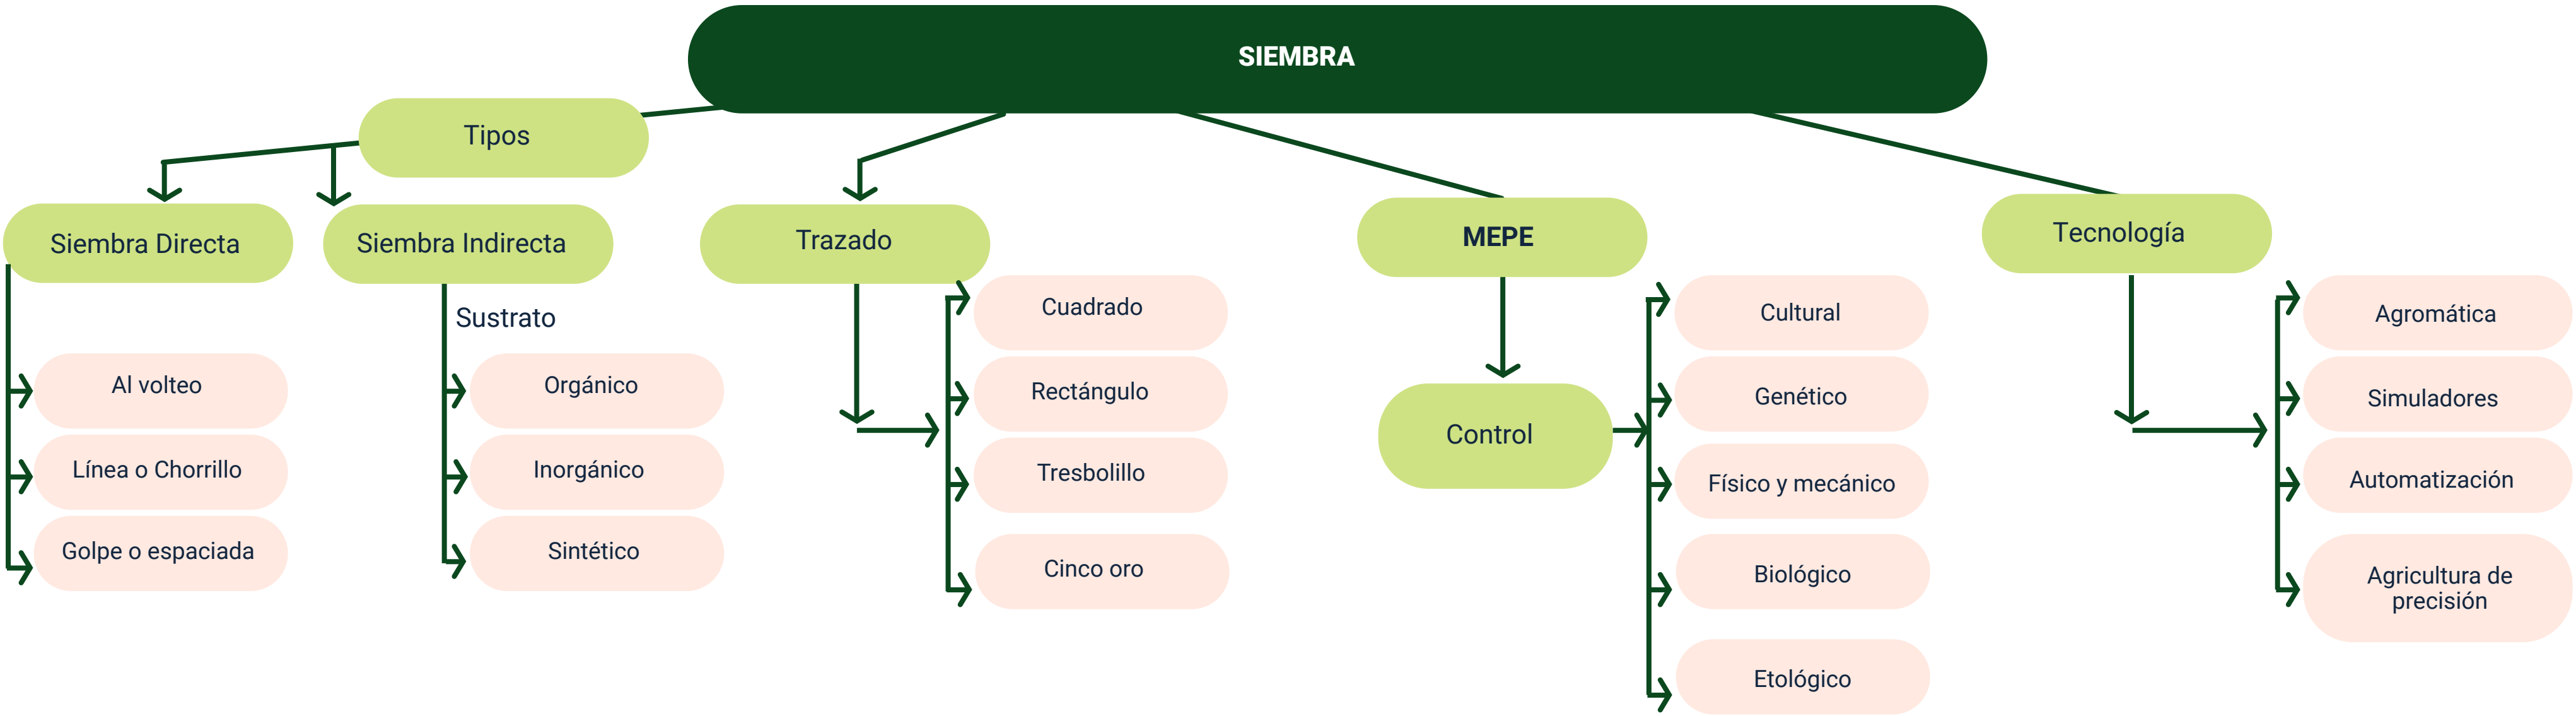 SIEMBRA
Tipos
Siembra Directa
Al volteo
Línea o Chorrillo
Golpe o espaciada
Siembra Indirecta
Sustrato
Orgánico
Inorgánico
Sintético
Trazado
Cuadrado
Rectángulo
Tresbolillo
Cinco oro
MEPE
Control
Cultural
Genético
Físico y mecánico
Biológico
Etológico
Tecnología
Agromática
Simuladores
Automatización
Agricultura de
precisión